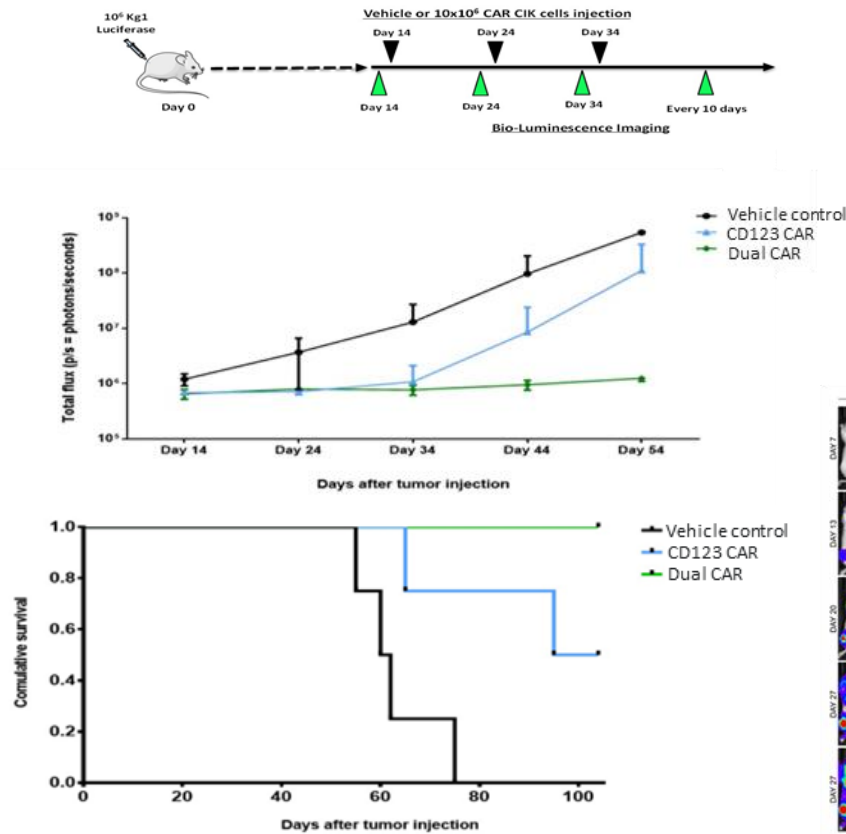 10⁶ Kg1
Luciferase
Day 0
Vehicle or 10x10⁶ CAR CIK cells injection
Day 14
Day 24
Day 34
Day 14
Day 24
Day 34
Every 10 days
Bio-Luminescence Imaging
Total flux (p/s = photons/seconds)
10⁹
10⁸
10⁷
10⁶
10⁵
Day 14
Day 24
Day 34
Day 44
Day 54
Days after tumor injection
Vehicle control
CD123 CAR
Dual CAR
Comulative survival
1.0
0.8
0.6
0.4
0.2
0.0
0
20
40
60
80
100
Days after tumor injection
Vehicle control
CD123 CAR
Dual CAR
DAY 7
DAY 13
DAY 20
DAY 27
DAY 27